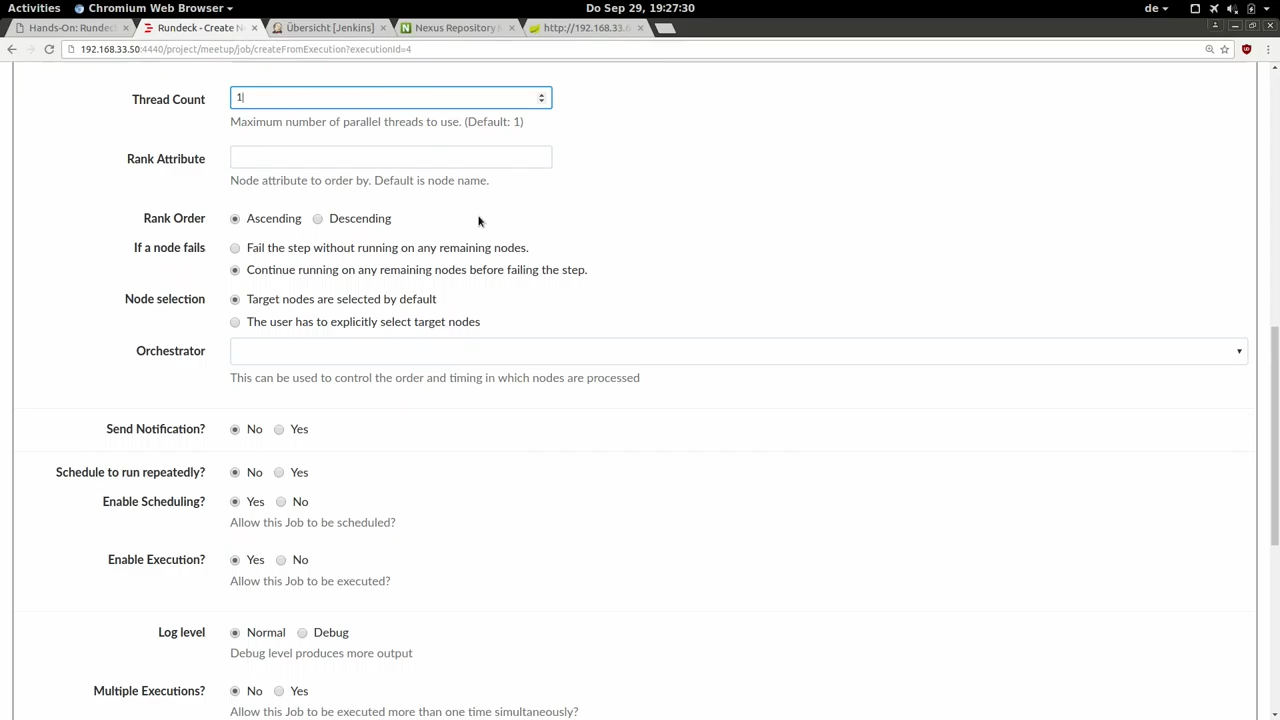 Activities Chromium Web Browser Do Sep 29, 19:27:30 de
Hands-On: Rundec Rundeck - Create N Übersicht [Jenkins] Nexus Repository http://192.168.33.
192.168.33.50:4440/project/meetup/job/createFromExecution?executionId=4
Thread Count 1
Maximum number of parallel threads to use. (Default: 1)
Rank Attribute
Node attribute to order by. Default is node name.
Rank Order Ascending Descending
If a node fails Fail the step without running on any remaining nodes.
Continue running on any remaining nodes before failing the step.
Node selection Target nodes are selected by default
The user has to explicitly select target nodes
Orchestrator
This can be used to control the order and timing in which nodes are processed
Send Notification? No Yes
Schedule to run repeatedly? No Yes
Enable Scheduling? Yes No
Allow this Job to be scheduled?
Enable Execution? Yes No
Allow this Job to be executed?
Log level Normal Debug
Debug level produces more output
Multiple Executions? No Yes
Allow this Job to be executed more than one time simultaneously?